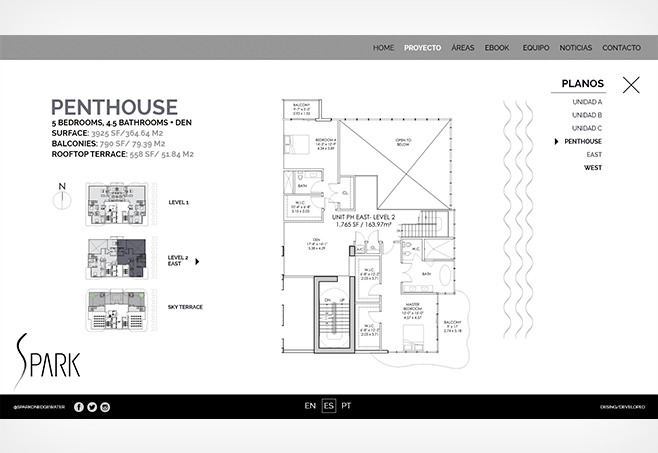 HOME PROYECTO ÁREAS EBOOK EQUIPO NOTICIAS CONTACTO
PENTHOUSE
5 BEDROOMS, 4.5 BATHROOMS + DEN
SURFACE: 3925 SF/364.64 M2
BALCONIES: 790 SF/ 79.39 M2
ROOFTOP TERRACE: 558 SF/ 51.84 M2
N
LEVEL 1
LEVEL 2
EAST
SKY TERRACE
SPARK
BALCONY
BEDROOM 4
OPEN TO
BELOW
BATH
CL
W.I.C.
UNIT PH EAST- LEVEL 2
1,765 SF / 163.97m²
DEN
A/C
W.I.C.
W.I.C.
BATH
DN UP
W.I.C.
MASTER
BEDROOM
BALCONY
PLANOS
UNIDAD A
UNIDAD B
UNIDAD C
PENTHOUSE
EAST
WEST
@SPARKONEDGEWATER
EN ES PT